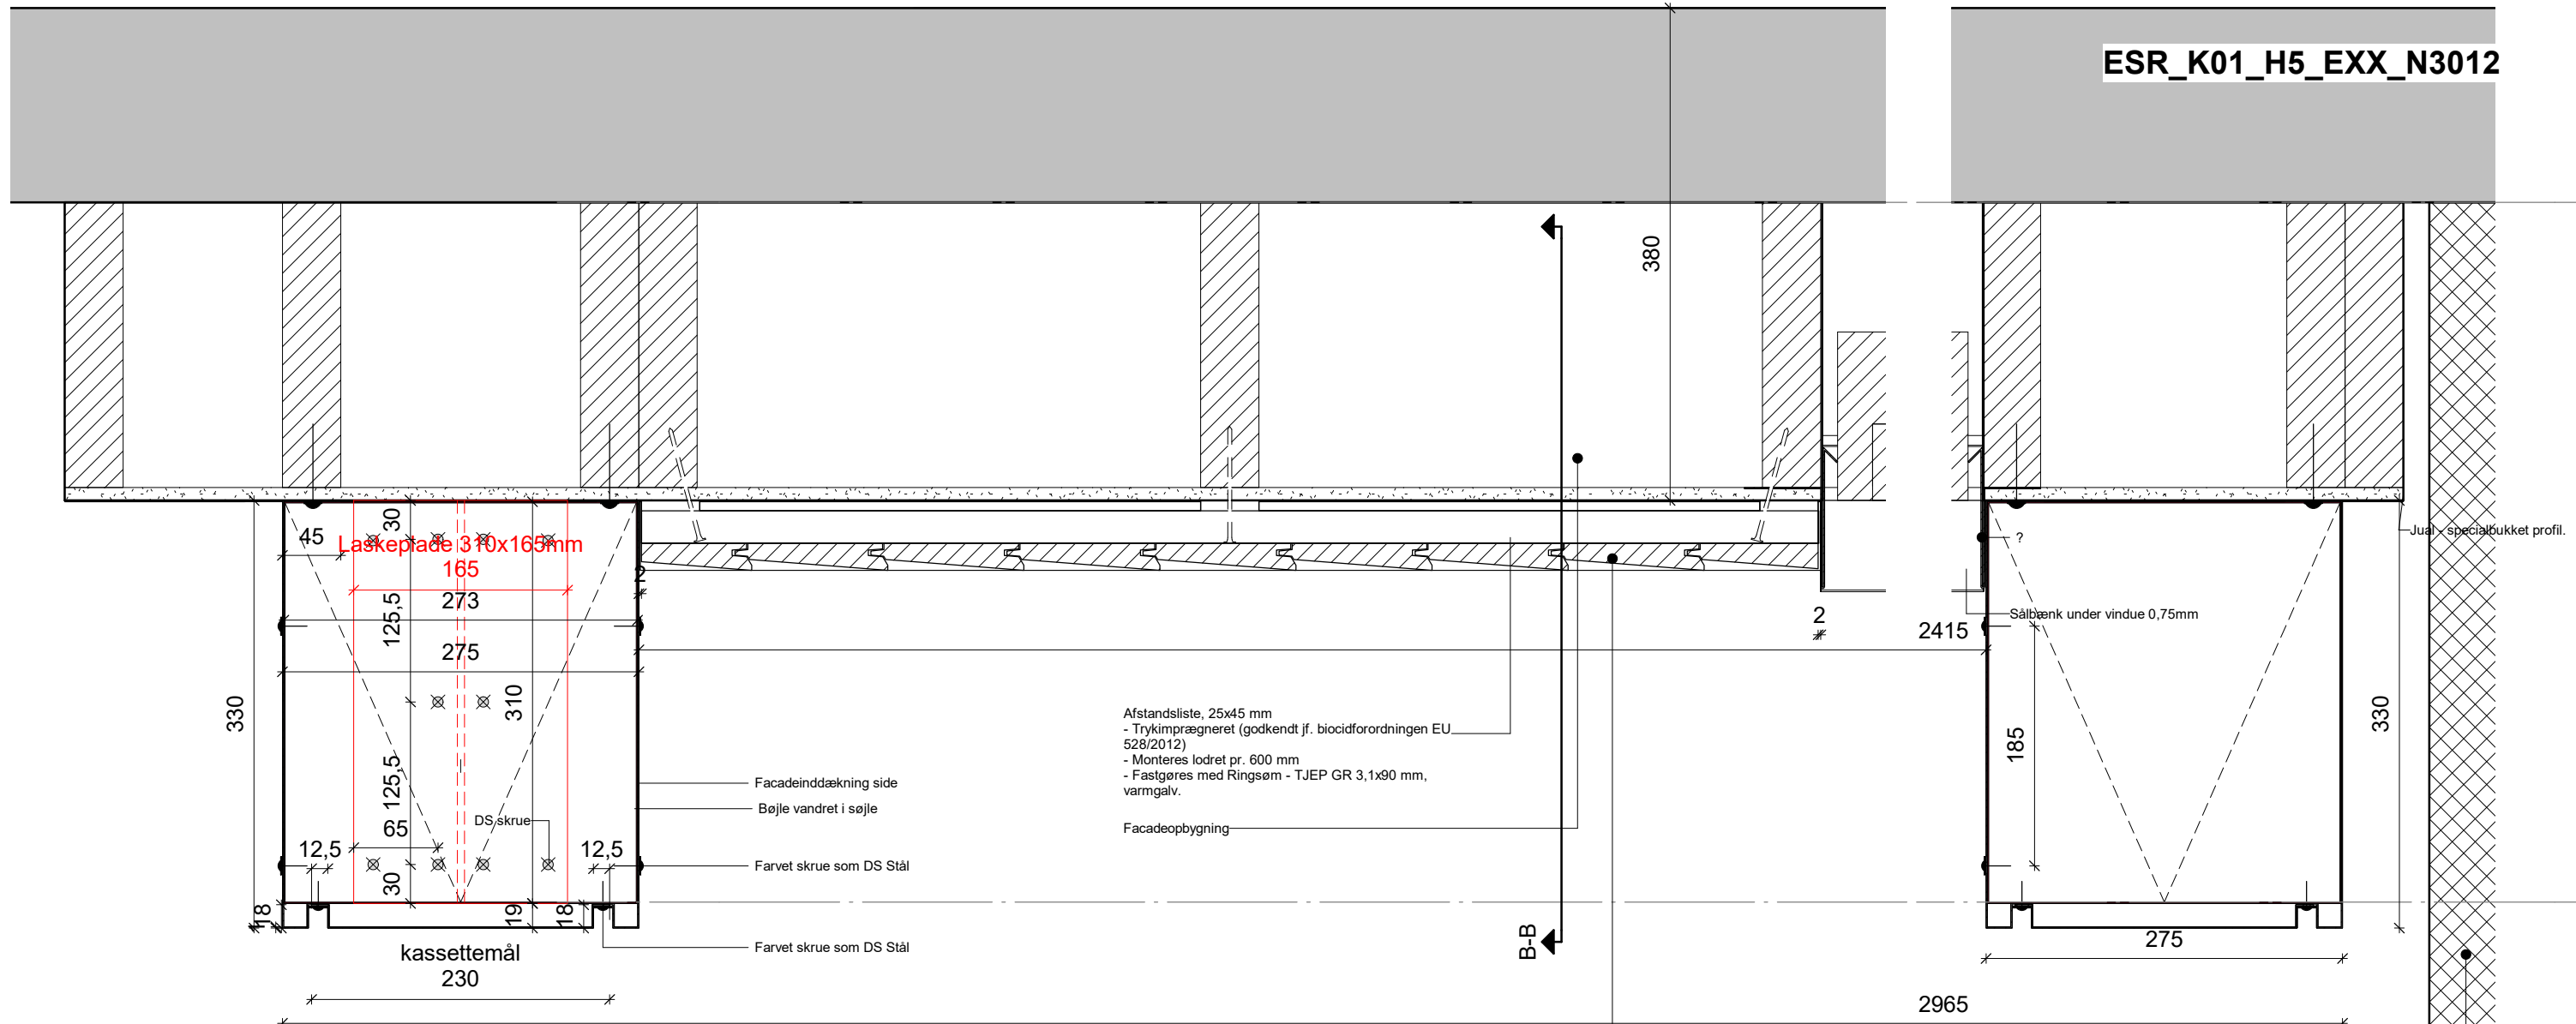 ESR_K01_H5_EXX_N3012
380
45
30
Laskeplade 310x165mm
165
2
125,5
273
275
330
310
125,5
65
DS skrue
12,5
12,5
30
18
19
18
kassettemål
230
Facadeinddækning side
Bøjle vandret i søjle
Farvet skrue som DS Stål
Farvet skrue som DS Stål
Afstandsliste, 25x45 mm
- Trykimprægneret (godkendt jf. biocidforordningen EU
528/2012)
- Monteres lodret pr. 600 mm
- Fastgøres med Ringsøm - TJEP GR 3,1x90 mm,
varmgalv.
Facadeopbygning
B-B
2
2415
?
Jual - specialbukket profil.
Sålbænk under vindue 0,75mm
185
330
275
2965